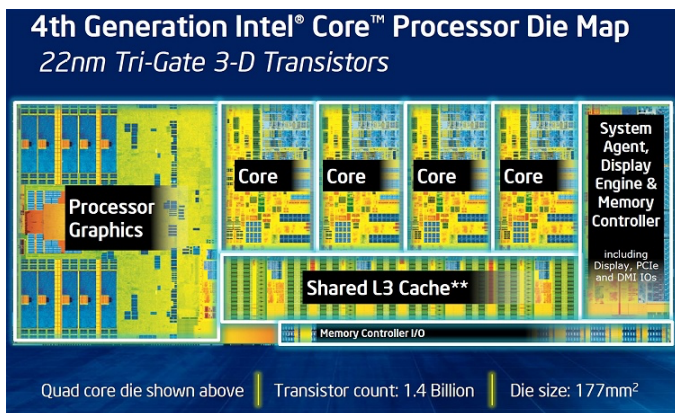 4th Generation Intel® Core™ Processor Die Map
22nm Tri-Gate 3-D Transistors
Processor
Graphics
Core
Core
Core
Core
System
Agent,
Display
Engine &
Memory
Controller
including
Display, PCIe
and DMI IOs
Shared L3 Cache**
Memory Controller I/O
Quad core die shown above
Transistor count: 1.4 Billion
Die size: 177mm²